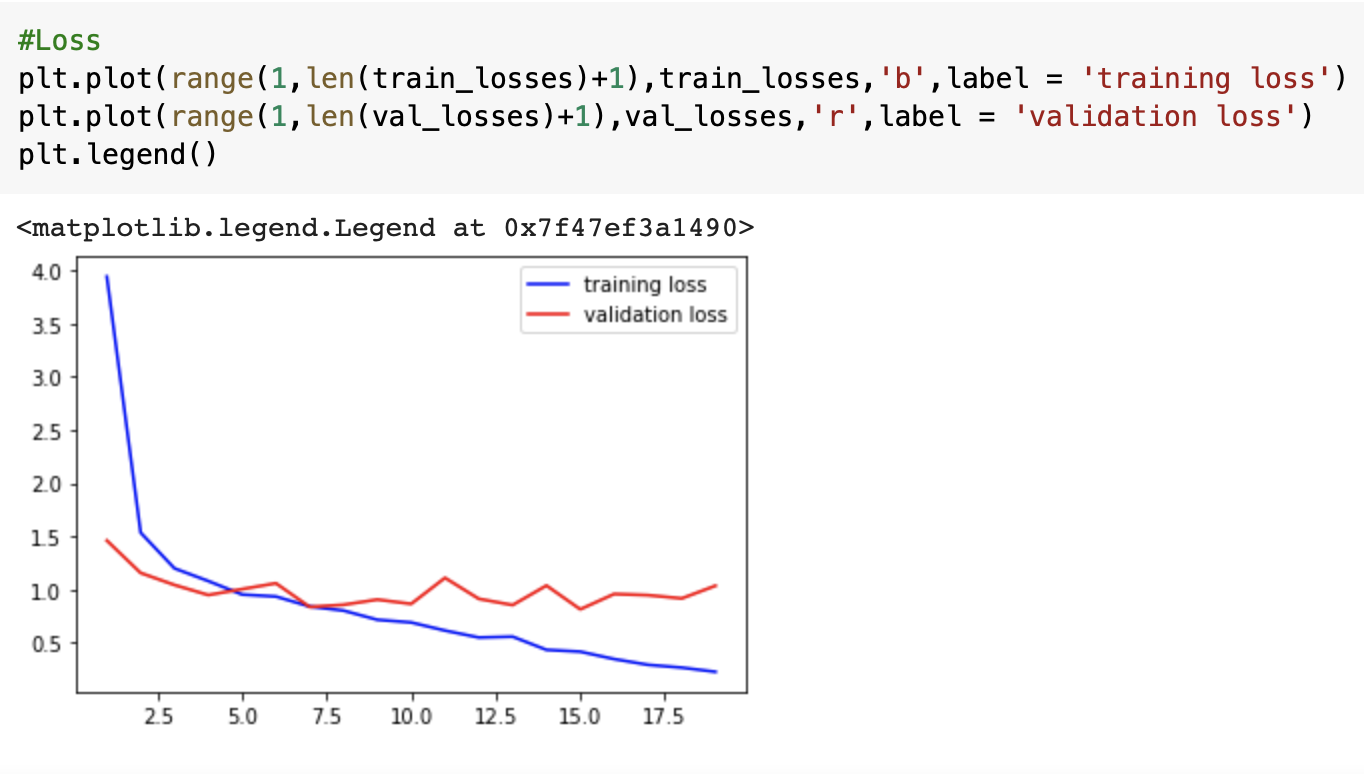 #Loss
plt.plot(range(1,len(train_losses)+1),train_losses,'b',label = 'training loss')
plt.plot(range(1,len(val_losses)+1),val_losses,'r',label = 'validation loss')
plt.legend()
<matplotlib.legend.Legend at 0x7f47ef3a1490>
training loss
validation loss
4.0
3.5
3.0
2.5
2.0
1.5
1.0
0.5
2.5 5.0 7.5 10.0 12.5 15.0 17.5